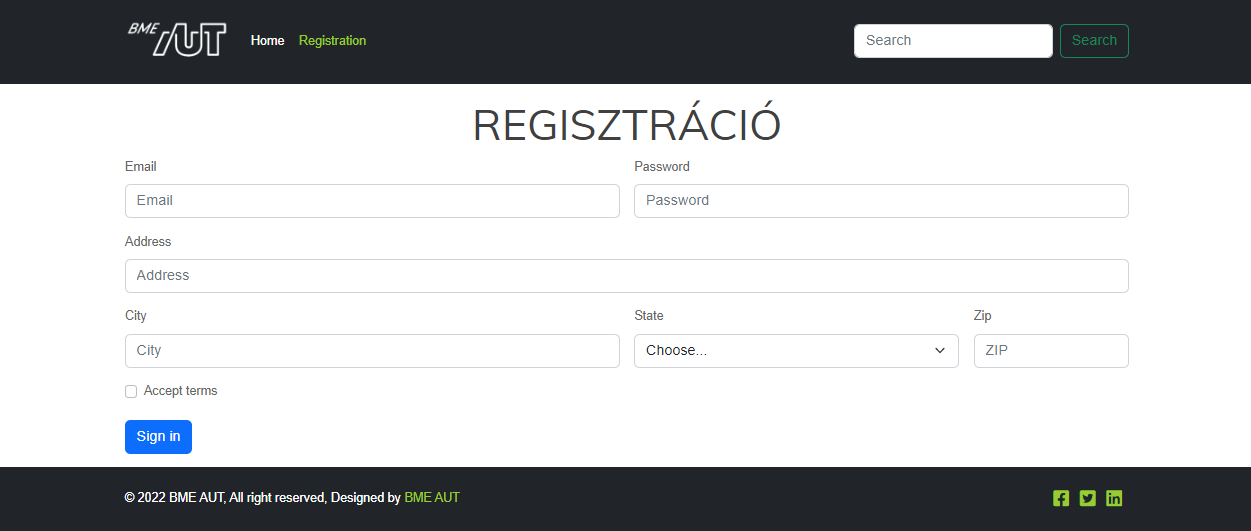 BME AUT Home Registration Search Search
REGISZTRÁCIÓ
Email Password
Email Password
Address
Address
City State Zip
City Choose... ZIP
Accept terms
Sign in
© 2022 BME AUT, All right reserved, Designed by BME AUT